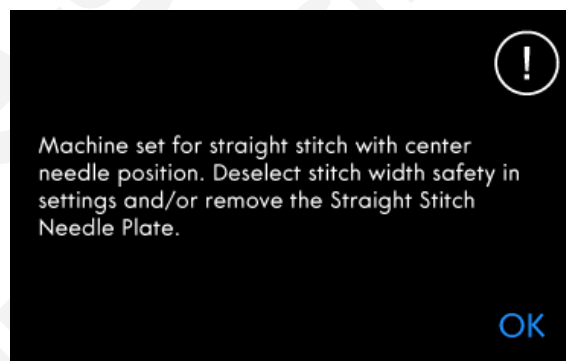 !
Machine set for straight stitch with center
needle position. Deselect stitch width safety in
settings and/or remove the Straight Stitch
Needle Plate.
OK